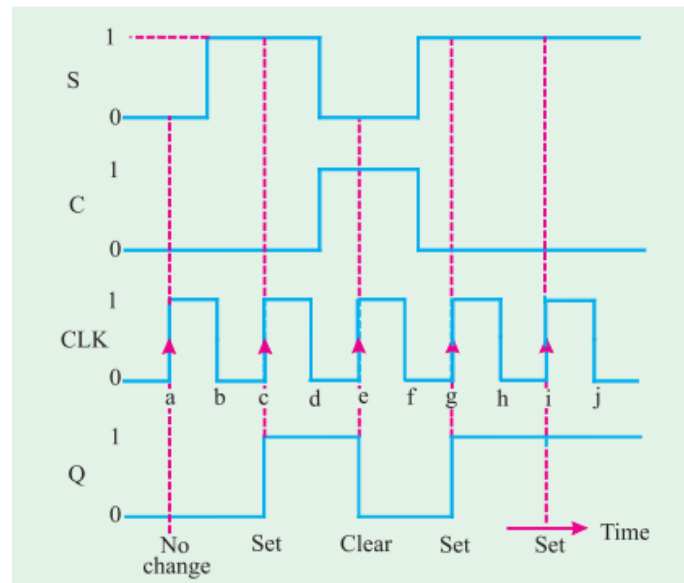 1
S
0
1
C
0
1
CLK
0
a b c d e f g h i j
1
Q
0
Time
No Set Clear Set Set
change